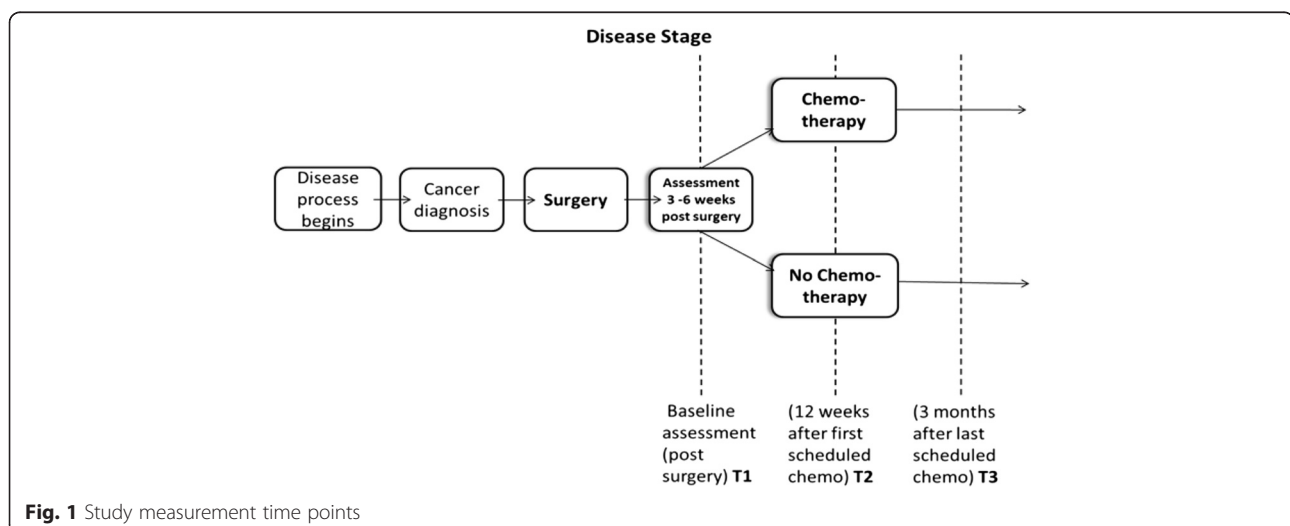 Disease Stage
Chemo-
therapy
Disease
process
begins
Cancer
diagnosis
Surgery
Assessment
3 -6 weeks
post surgery
No Chemo-
therapy
Baseline
assessment
(post
surgery) T1
(12 weeks
after first
scheduled
chemo) T2
(3 months
after last
scheduled
chemo) T3
Fig. 1 Study measurement time points